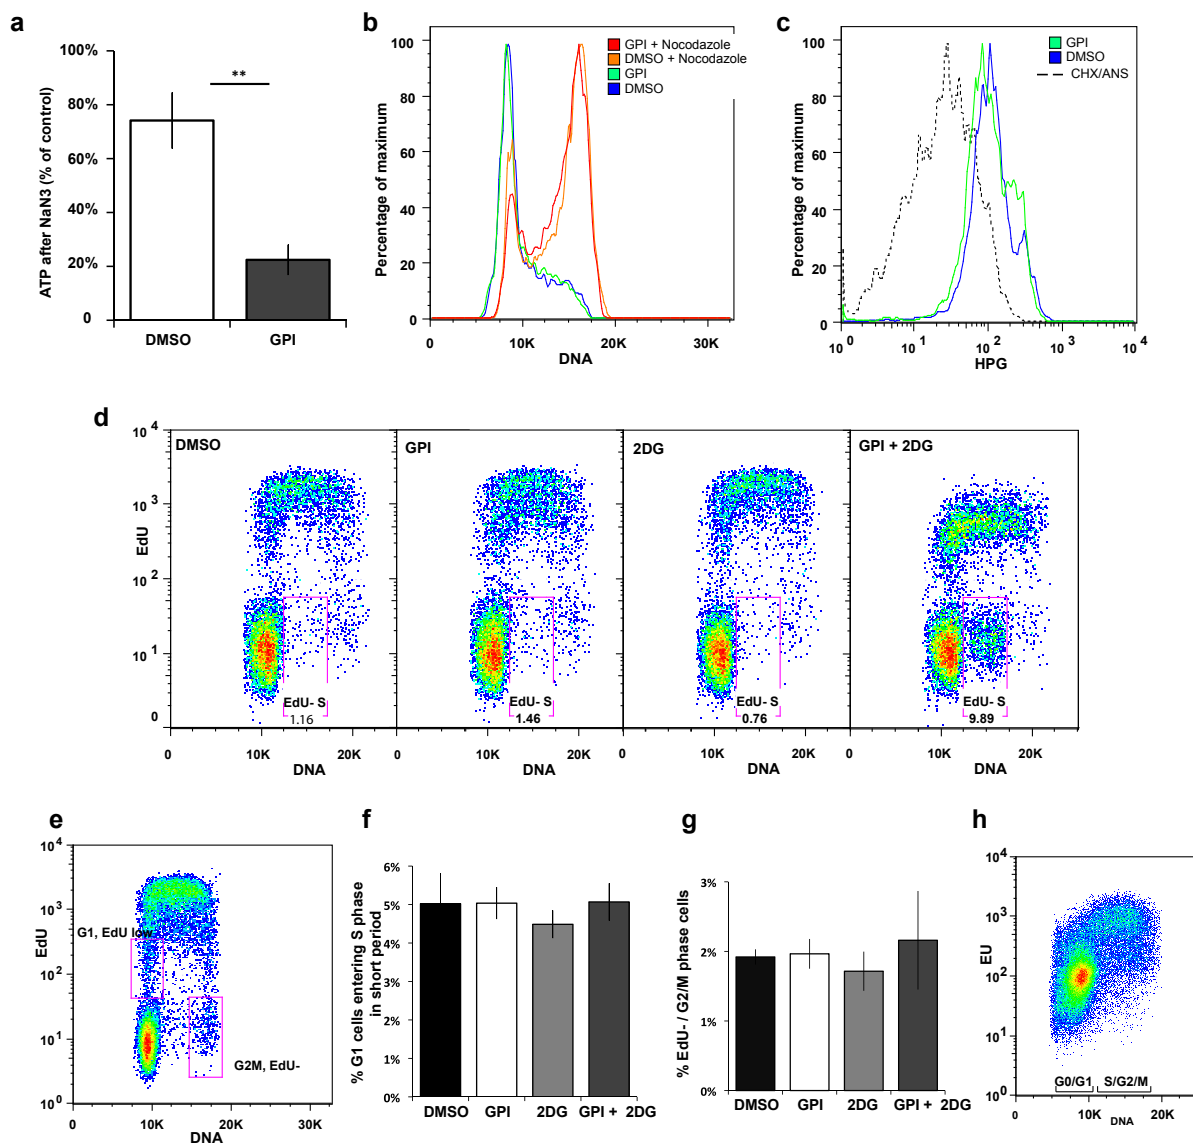 a
100%
80%
60%
40%
20%
0
ATP after NaN3 (% of control)
**
DMSO
GPI
b
100
80
60
40
20
0
Percentage of maximum
GPI + Nocodazole
DMSO + Nocodazole
GPI
DMSO
0
10K
20K
30K
DNA
c
100
80
60
40
20
0
Percentage of maximum
GPI
DMSO
CHX/ANS
10^0
10^1
10^2
10^3
10^4
HPG
d
10^4
10^3
10^2
10^1
0
EdU
DMSO
EdU- S
1.16
0
10K
20K
DNA
GPI
EdU- S
1.46
0
10K
20K
DNA
2DG
EdU- S
0.76
0
10K
20K
DNA
GPI + 2DG
EdU- S
9.89
0
10K
20K
DNA
e
10^4
10^3
10^2
10^1
10^0
EdU
G1, EdU low
G2M, EdU-
0
10K
20K
30K
DNA
f
6%
5%
4%
3%
2%
1%
0%
% G1 cells entering S phase
in short period
DMSO
GPI
2DG
GPI + 2DG
g
3%
2%
1%
0%
% EdU- / G2/M phase cells
DMSO
GPI
2DG
GPI + 2DG
h
10^4
10^3
10^2
10^1
10^0
EU
G0/G1
S/G2/M
0
10K
20K
DNA